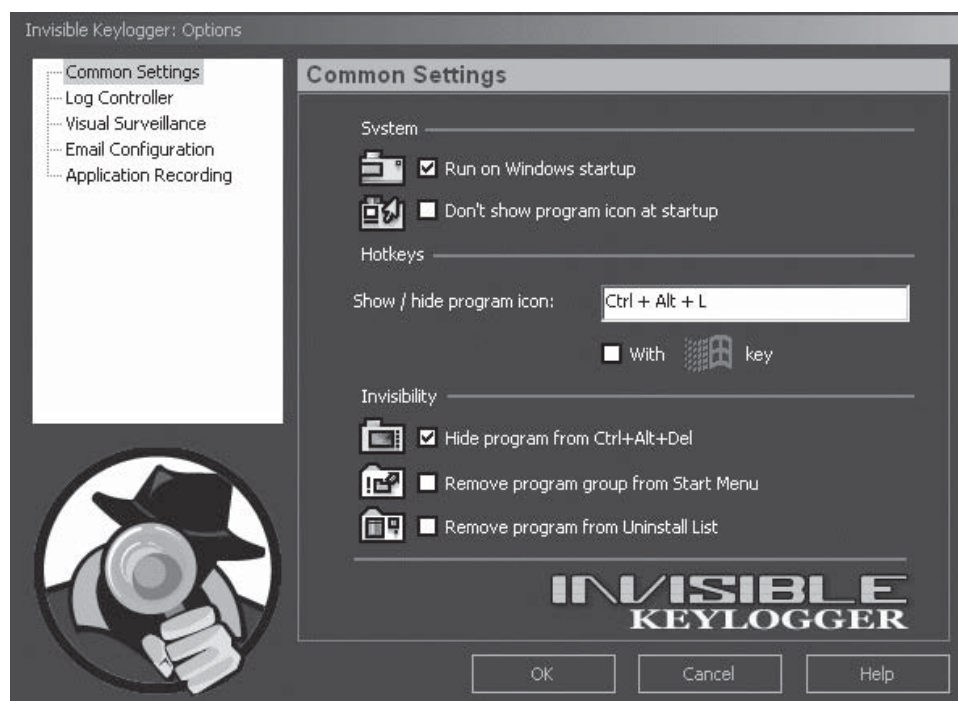 Invisible Keylogger: Options
Common Settings
Log Controller
Visual Surveillance
Email Configuration
Application Recording
Common Settings
System
Run on Windows startup
Don't show program icon at startup
Hotkeys
Show / hide program icon:
Ctrl + Alt + L
With key
Invisibility
Hide program from Ctrl+Alt+Del
Remove program group from Start Menu
Remove program from Uninstall List
INVISIBLE
KEYLOGGER
OK
Cancel
Help